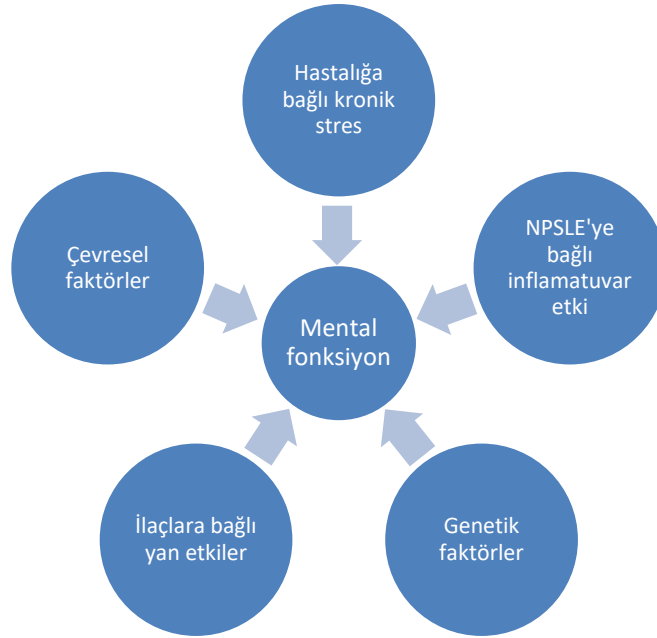 Hastalığa
bağlı kronik
stres
NPSLE'ye
bağlı
inflamatuvar
etki
Genetik
faktörler
İlaçlara bağlı
yan etkiler
Çevresel
faktörler
Mental
fonksiyon